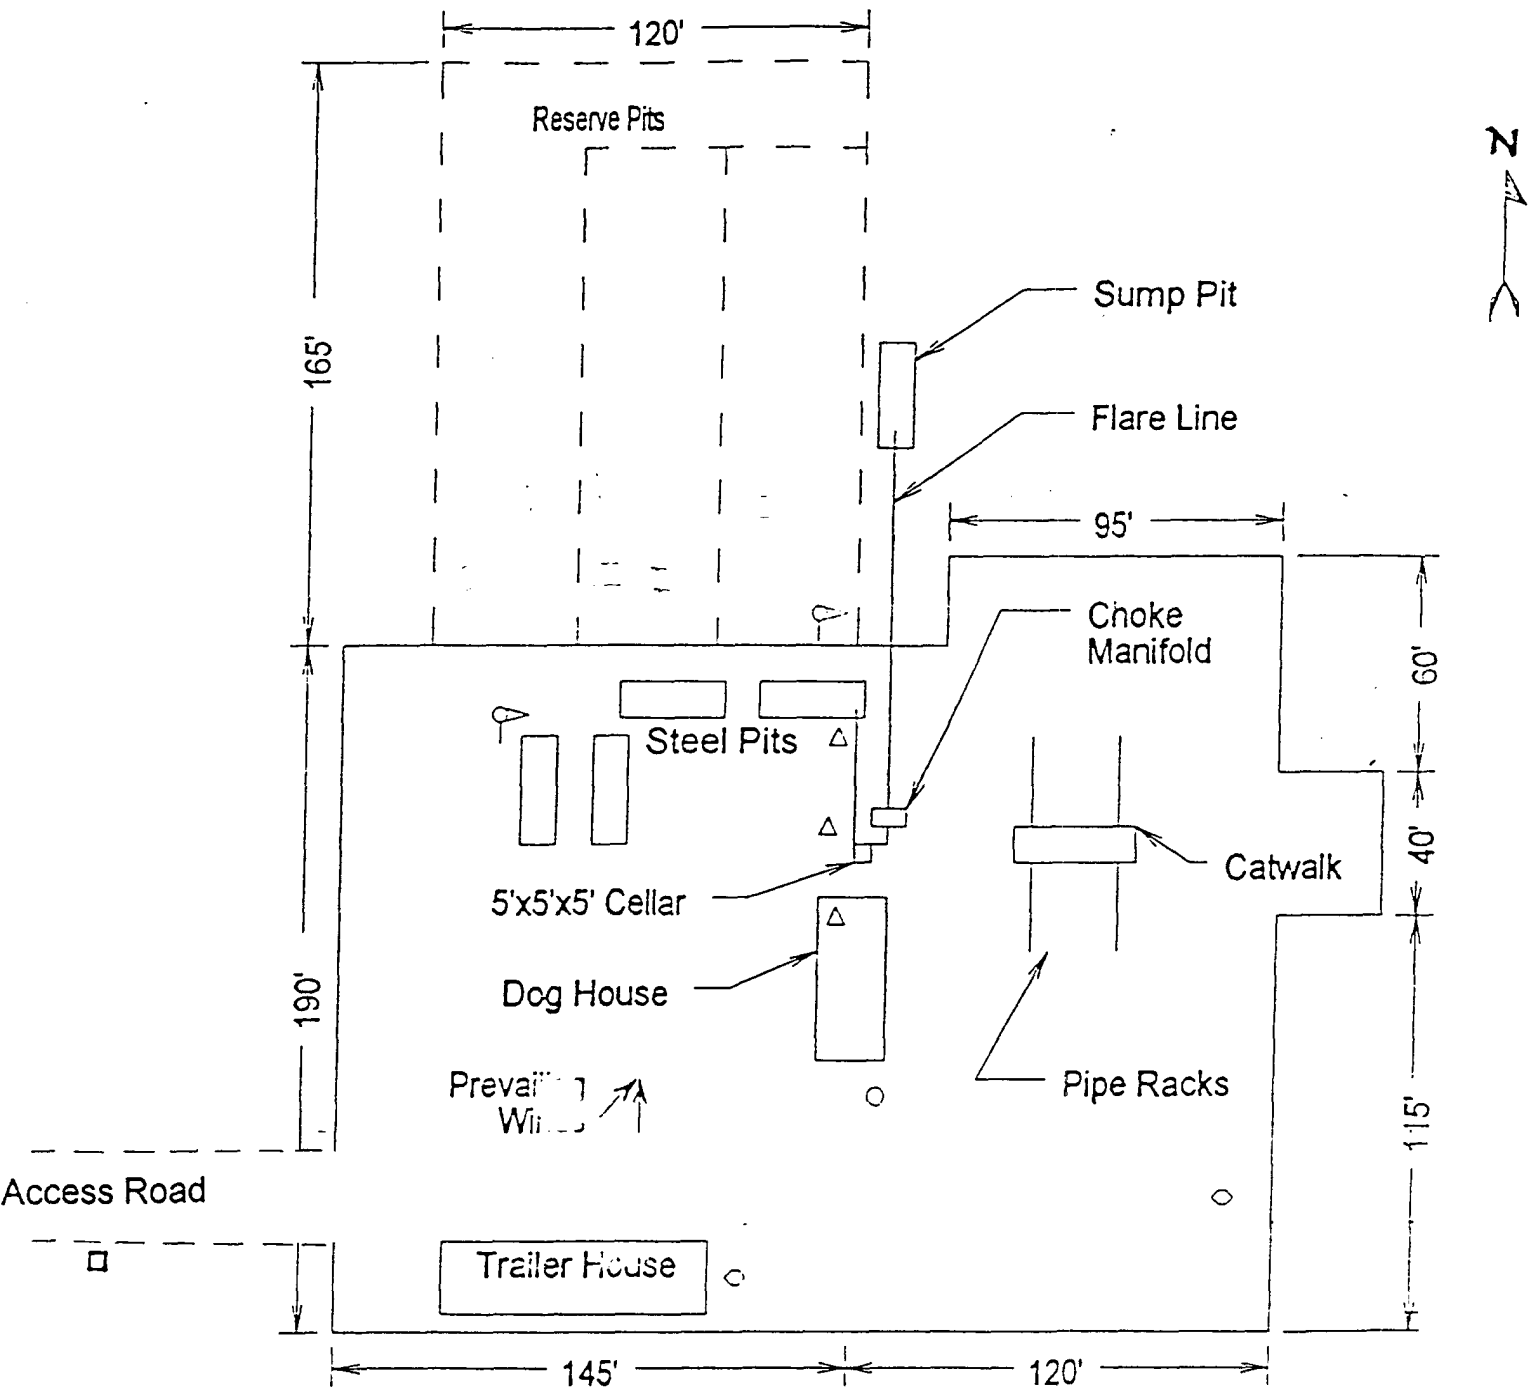 120'
Reserve Pits
N
Sump Pit
165'
Flare Line
95'
Choke
Manifold
60'
Steel Pits
40'
Catwalk
5'x5'x5' Cellar
190'
Dog House
Pipe Racks
115'
Access Road
Trailer House
145'
120'